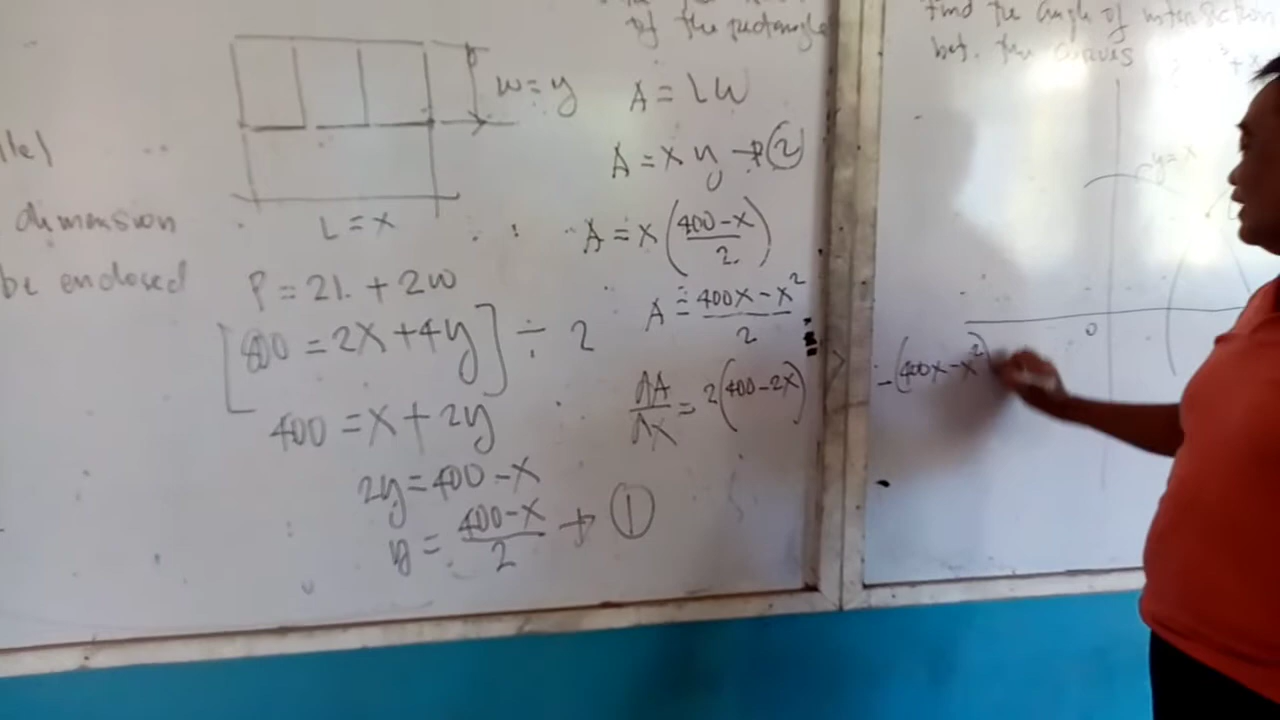 of the rectangle
W = y
A = LW
A = x y → ②
dimension
L = x
A = x (400 - x / 2)
be enclosed
P = 2L + 2W
[800 = 2x + 4y] ÷ 2
A = 400x - x² / 2
400 = x + 2y
dA/dx = 2(400 - 2x)
2y = 400 - x
y = 400 - x / 2 → ①
find the angle of intersection
bet. the curves
y = x
0
- (400x - x²)